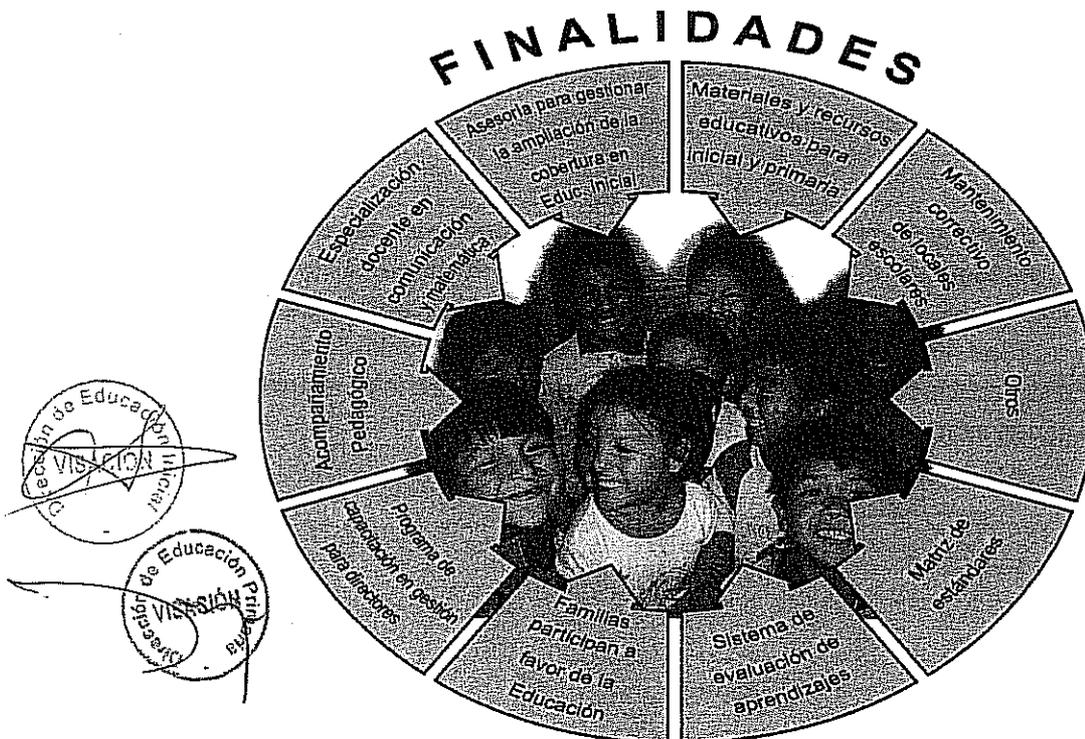 FINALIDADES
Asesoría para gestionar
la ampliación de la
cobertura en
Educ. Inicial
Materiales y recursos
educativos para
inicial y primaria
Mantenimiento
correctivo
de locales
escolares
Otros
Matriz de
estándares
Sistema de
evaluación de
aprendizajes
Familias
participan a
favor de la
Educación
Programa de
capacitación en gestión
para directores
Acompañamiento
Pedagógico
Especialización
docente en
comunicación
y matemática
Dirección de Educación Inicial
VISACIÓN
Dirección de Educación Primaria
VISACIÓN